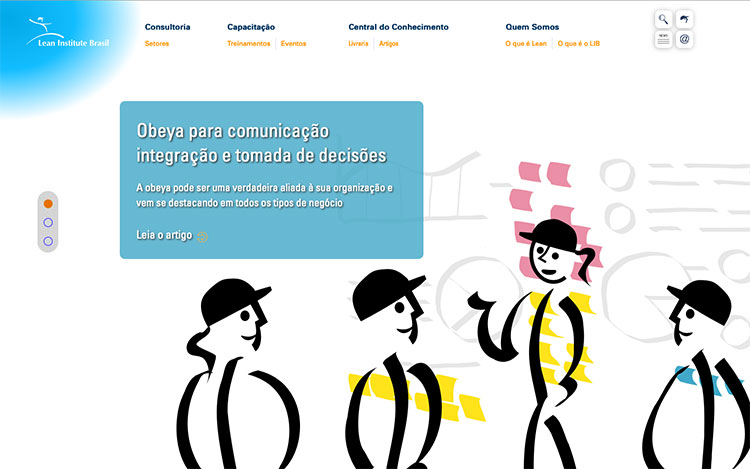 Lean Institute Brasil
Consultoria
Setores
Capacitação
Treinamentos
Eventos
Central do Conhecimento
Livraria
Artigos
Quem Somos
O que é Lean
O que é o LIB
NEWS
@
Obeya para comunicação
integração e tomada de decisões
A obeya pode ser uma verdadeira aliada à sua organização e
vem se destacando em todos os tipos de negócio
Leia o artigo